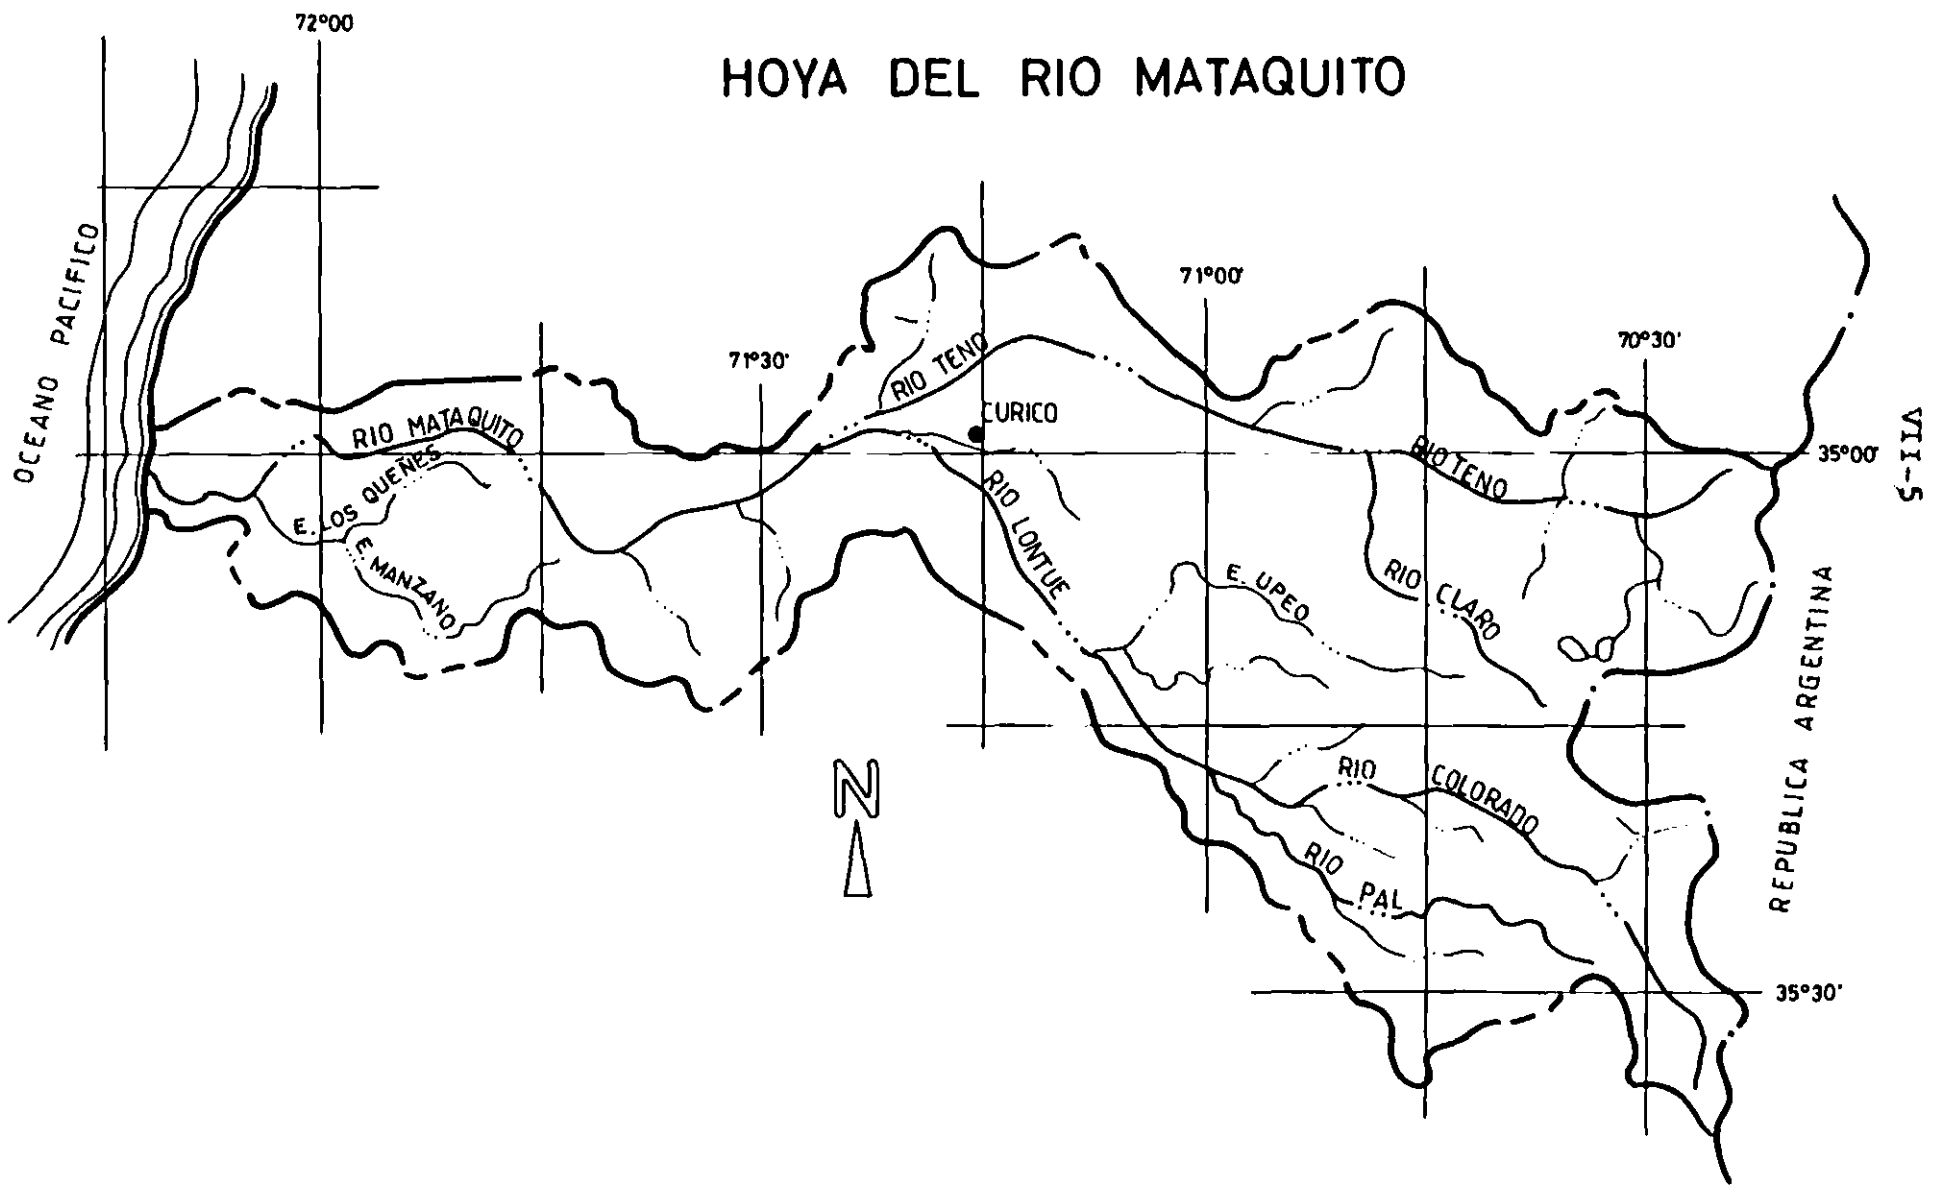 72°00
HOYA DEL RIO MATAQUITO
OCEANO PACIFICO
71°00'
70°30'
71°30'
RIO TENO
CURICO
RIO MATAQUITO
35°00'
VII-5
RIO TENO
E. LOS QUEÑES
RIO LONTUE
E. MANZANO
E. UPEO
RIO CLARO
REPUBLICA ARGENTINA
N
RIO COLORADO
RIO PAL
35°30'